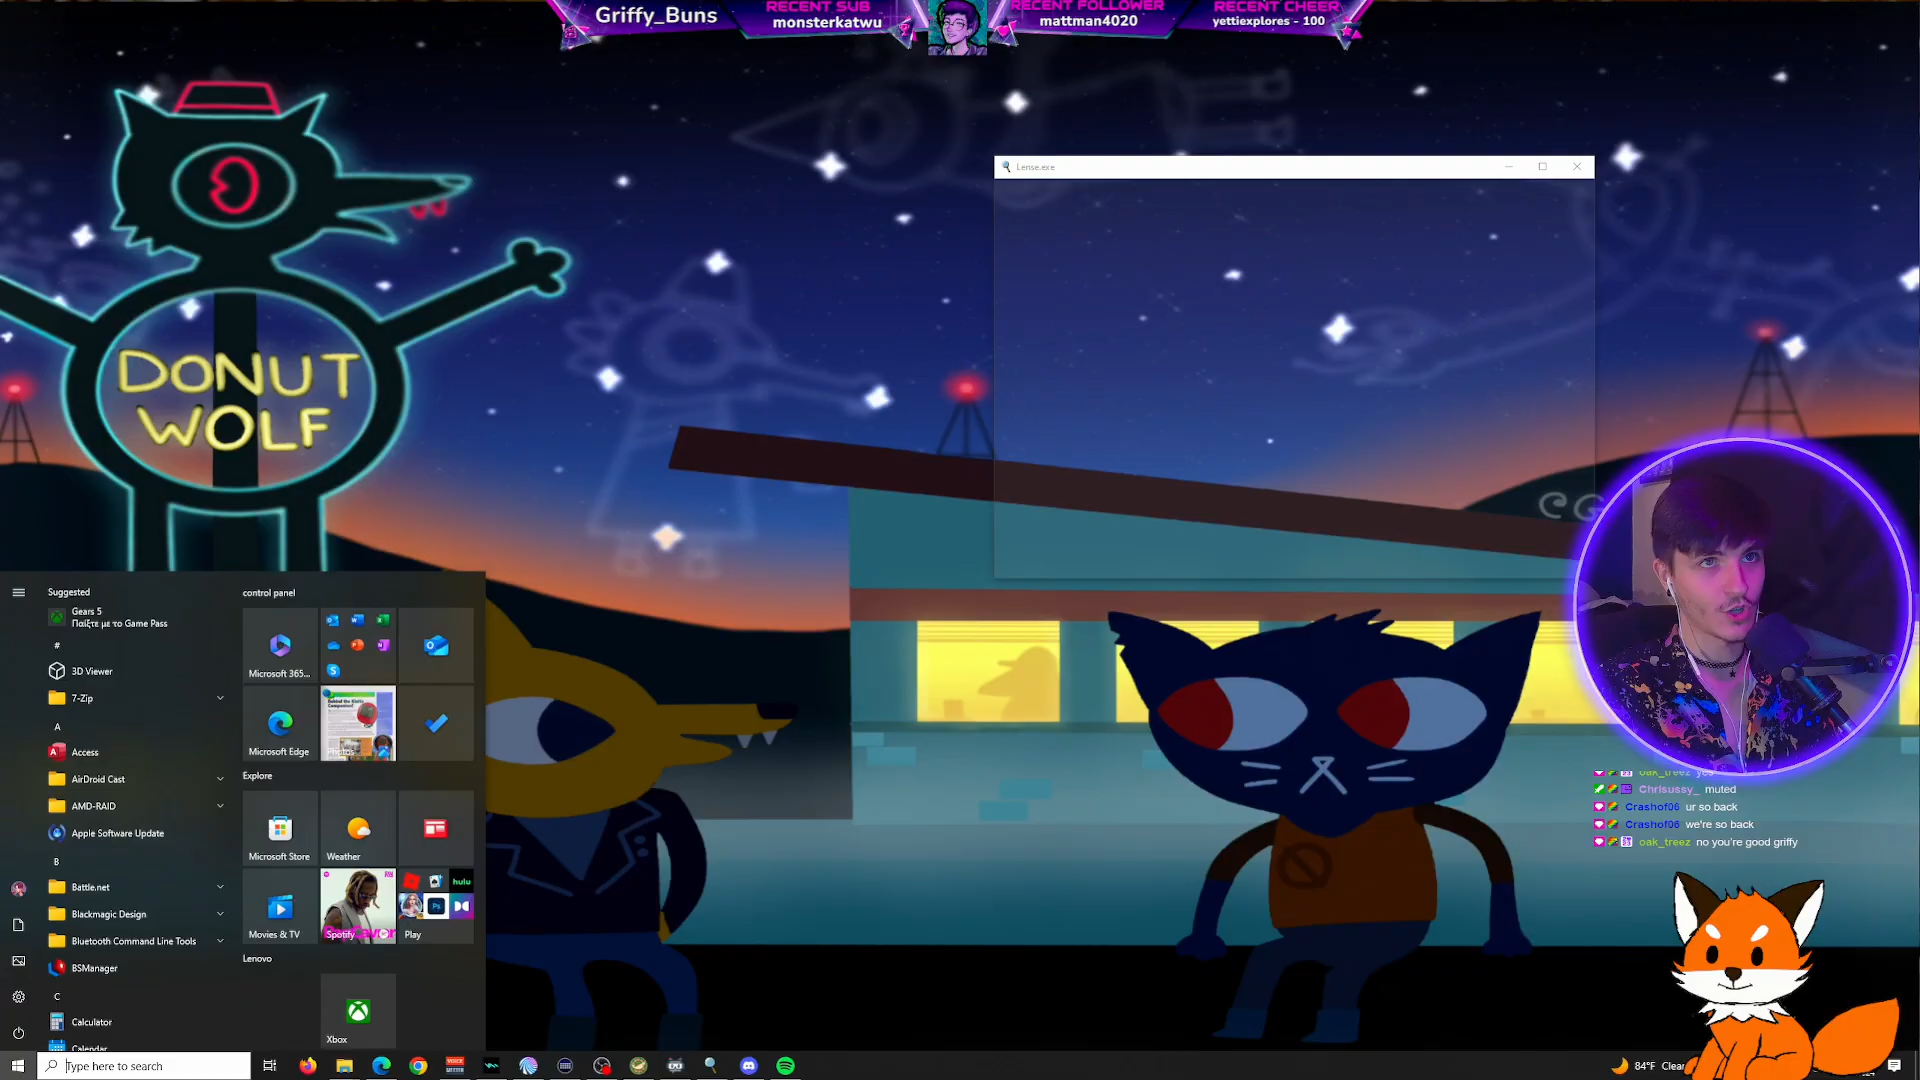 Griffy_Buns
RECENT SUB
monsterkatwu
RECENT FOLLOWER
mattman4020
RECENT CHEER
yettiexplores - 100
Lense.exe
DONUT
WOLF
Suggested
Gears 5
Παίξτε με το Game Pass
#
3D Viewer
7-Zip
A
Access
AirDroid Cast
AMD-RAID
Apple Software Update
B
Battle.net
Blackmagic Design
Bluetooth Command Line Tools
BSManager
C
Calculator
Calendar
control panel
Microsoft 365...
Microsoft Edge
Photos
Explore
Microsoft Store
Weather
Movies & TV
Spotify
hulu
Play
Lenovo
Xbox
oak_treez yes
Chrisussy_ muted
Crashof06 ur so back
Crashof06 we're so back
oak_treez no you're good griffy
Type here to search
84°F Clear